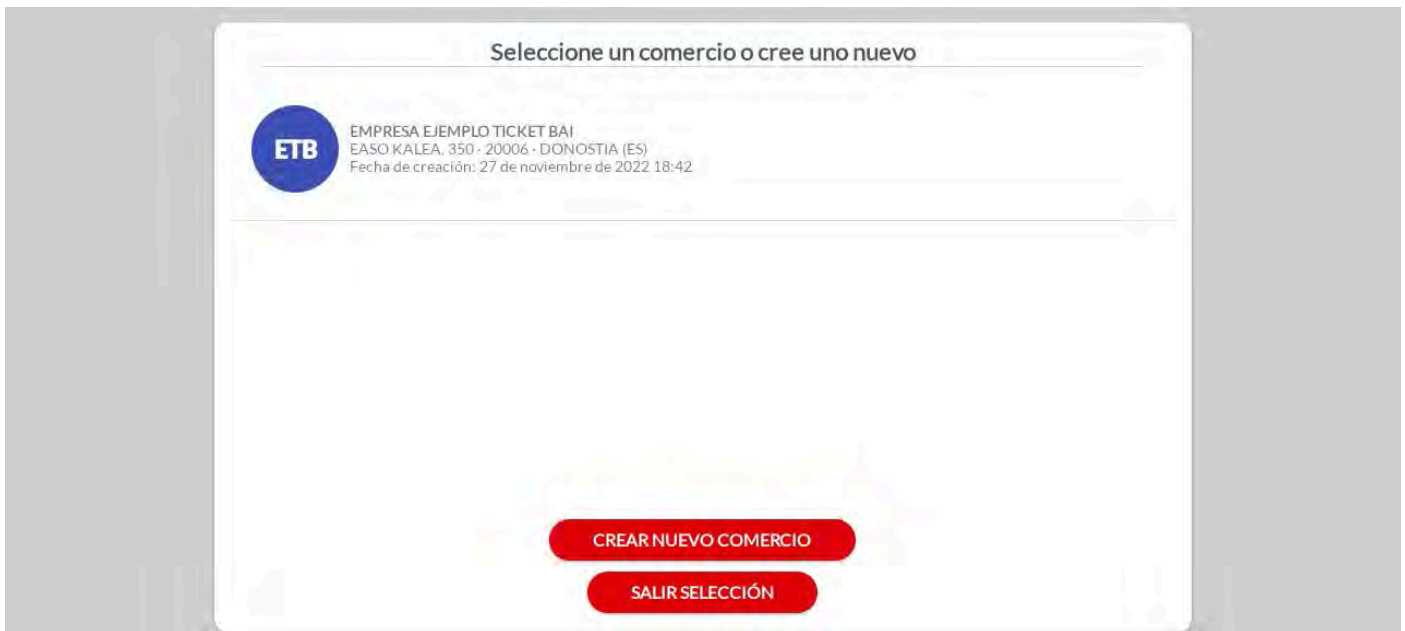 Seleccione un comercio o cree uno nuevo
ETB
EMPRESA EJEMPLO TICKET BAI
EASO KALEA, 350 - 20006 - DONOSTIA (ES)
Fecha de creación: 27 de noviembre de 2022 18:42
CREAR NUEVO COMERCIO
SALIR SELECCIÓN